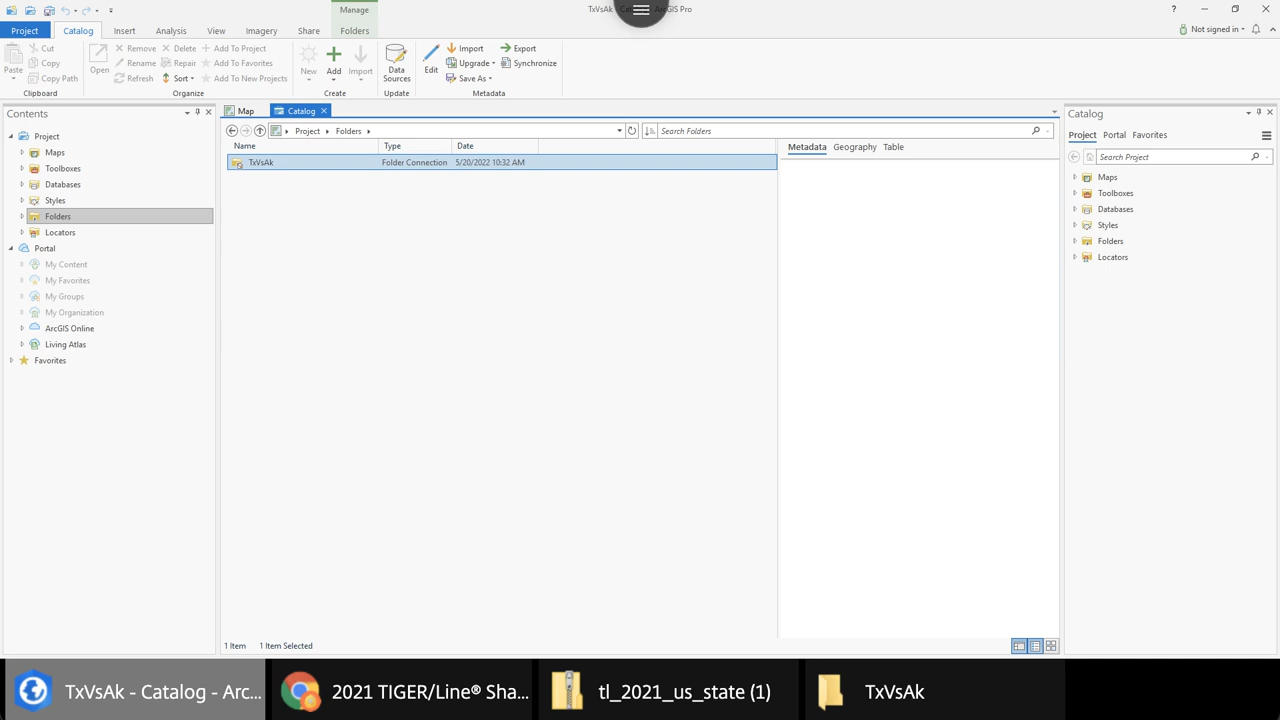 TxVsAk - Catalog - ArcGIS Pro
Manage
? 
Project Catalog Insert Analysis View Imagery Share Folders
Not signed in
Paste Cut Copy Copy Path
Clipboard
Open Remove Rename Refresh Delete Repair Sort Add To Project Add To Favorites Add To New Projects
Organize
New Add Import
Create
Data Sources
Update
Edit Import Upgrade Save As Export Synchronize
Metadata
Contents
Project
Maps
Toolboxes
Databases
Styles
Folders
Locators
Portal
My Content
My Favorites
My Groups
My Organization
ArcGIS Online
Living Atlas
Favorites
Map Catalog
Project Folders
Search Folders
Name Type Date
TxVsAk Folder Connection 5/20/2022 10:32 AM
Metadata Geography Table
1 Item 1 Item Selected
Catalog
Project Portal Favorites
Search Project
Maps
Toolboxes
Databases
Styles
Folders
Locators
TxVsAk - Catalog - Arc...
2021 TIGER/Line® Sha...
tl_2021_us_state (1)
TxVsAk